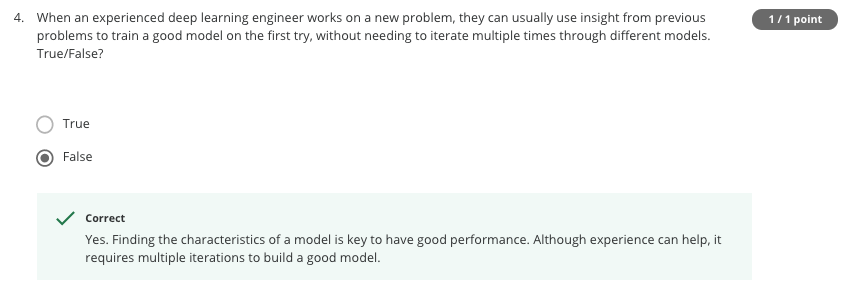 4. When an experienced deep learning engineer works on a new problem, they can usually use insight from previous
problems to train a good model on the first try, without needing to iterate multiple times through different models.
True/False?
1 / 1 point
True
False
Correct
Yes. Finding the characteristics of a model is key to have good performance. Although experience can help, it
requires multiple iterations to build a good model.